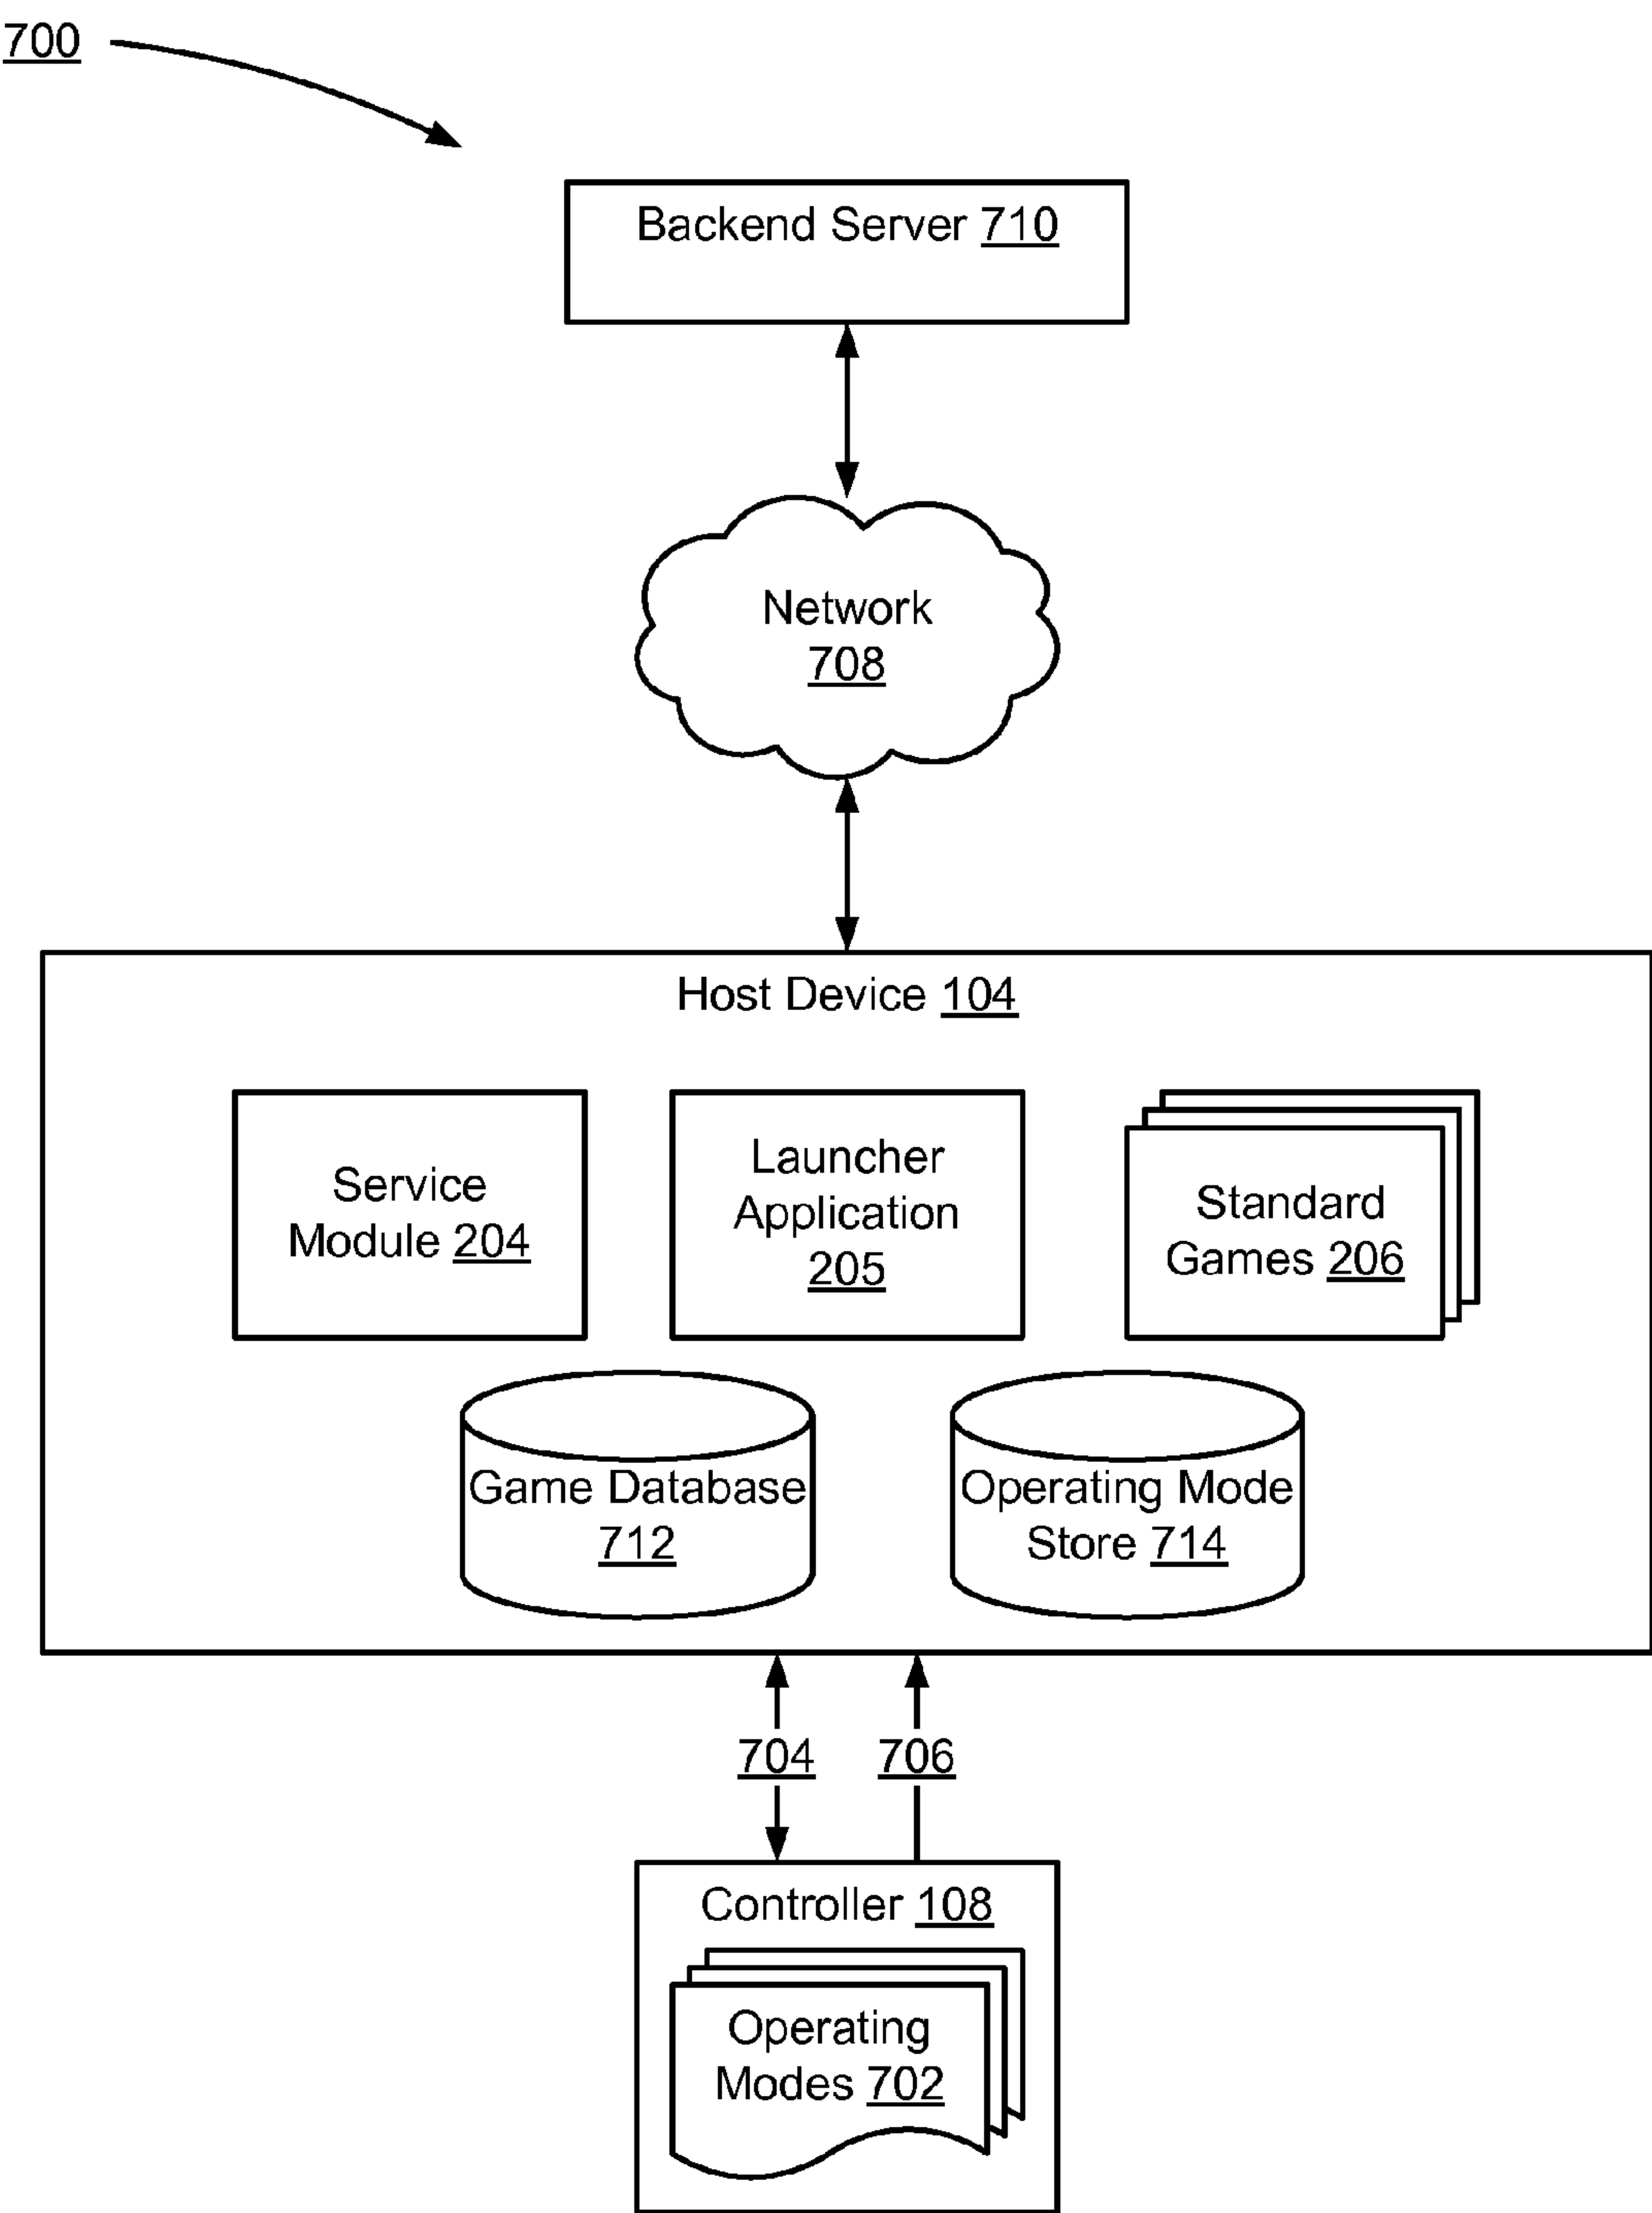 700
Backend Server 710
Network
708
Host Device 104
Service
Module 204
Launcher
Application
205
Standard
Games 206
Game Database
712
Operating Mode
Store 714
704
706
Controller 108
Operating
Modes 702